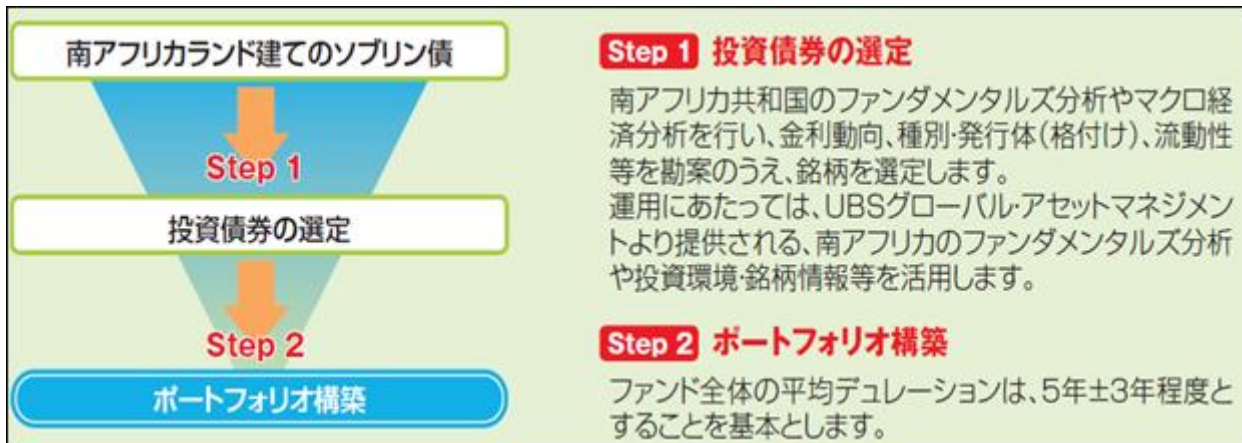 南アフリカランド建てのソブリン債
Step 1
投資債券の選定
Step 2
ポートフォリオ構築
Step 1 投資債券の選定
南アフリカ共和国のファンダメンタルズ分析やマクロ経
済分析を行い、金利動向、種別・発行体(格付け)、流動性
等を勘案のうえ、銘柄を選定します。
運用にあたっては、UBSグローバル・アセットマネジメン
トより提供される、南アフリカのファンダメンタルズ分析
や投資環境・銘柄情報等を活用します。
Step 2 ポートフォリオ構築
ファンド全体の平均デュレーションは、5年±3年程度と
することを基本とします。